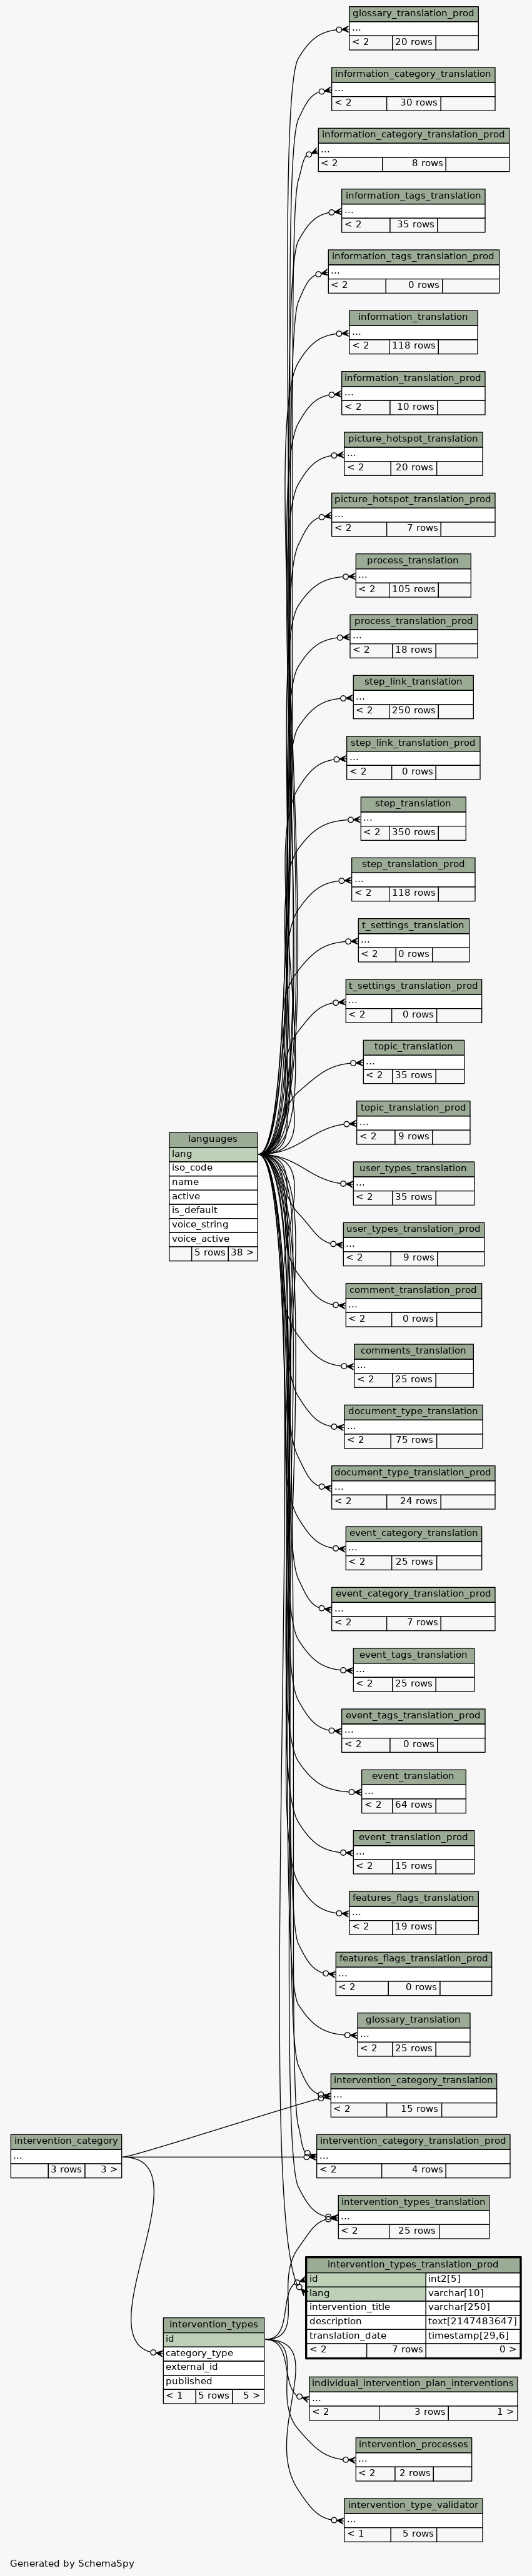 glossary_translation_prod
...
< 2 20 rows
information_category_translation
...
< 2 30 rows
information_category_translation_prod
...
< 2 8 rows
information_tags_translation
...
< 2 35 rows
information_tags_translation_prod
...
< 2 0 rows
information_translation
...
< 2 118 rows
information_translation_prod
...
< 2 10 rows
picture_hotspot_translation
...
< 2 20 rows
picture_hotspot_translation_prod
...
< 2 7 rows
process_translation
...
< 2 105 rows
process_translation_prod
...
< 2 18 rows
step_link_translation
...
< 2 250 rows
step_link_translation_prod
...
< 2 0 rows
step_translation
...
< 2 350 rows
step_translation_prod
...
< 2 118 rows
t_settings_translation
...
< 2 0 rows
t_settings_translation_prod
...
< 2 0 rows
topic_translation
...
< 2 35 rows
topic_translation_prod
...
< 2 9 rows
languages
lang
iso_code
name
active
is_default
voice_string
voice_active
5 rows 38 >
user_types_translation
...
< 2 35 rows
user_types_translation_prod
...
< 2 9 rows
comment_translation_prod
...
< 2 0 rows
comments_translation
...
< 2 25 rows
document_type_translation
...
< 2 75 rows
document_type_translation_prod
...
< 2 24 rows
event_category_translation
...
< 2 25 rows
event_category_translation_prod
...
< 2 7 rows
event_tags_translation
...
< 2 25 rows
event_tags_translation_prod
...
< 2 0 rows
event_translation
...
< 2 64 rows
event_translation_prod
...
< 2 15 rows
features_flags_translation
...
< 2 19 rows
features_flags_translation_prod
...
< 2 0 rows
glossary_translation
...
< 2 25 rows
intervention_category_translation
...
< 2 15 rows
intervention_category
...
3 rows 3 >
intervention_category_translation_prod
...
< 2 4 rows
intervention_types_translation
...
< 2 25 rows
intervention_types_translation_prod
id int2[5]
lang varchar[10]
intervention_title varchar[250]
description text[2147483647]
translation_date timestamp[29,6]
< 2 7 rows 0 >
intervention_types
id
category_type
external_id
published
< 1 5 rows 5 >
individual_intervention_plan_interventions
...
< 2 3 rows 1 >
intervention_processes
...
< 2 2 rows
intervention_type_validator
...
< 1 5 rows
Generated by SchemaSpy